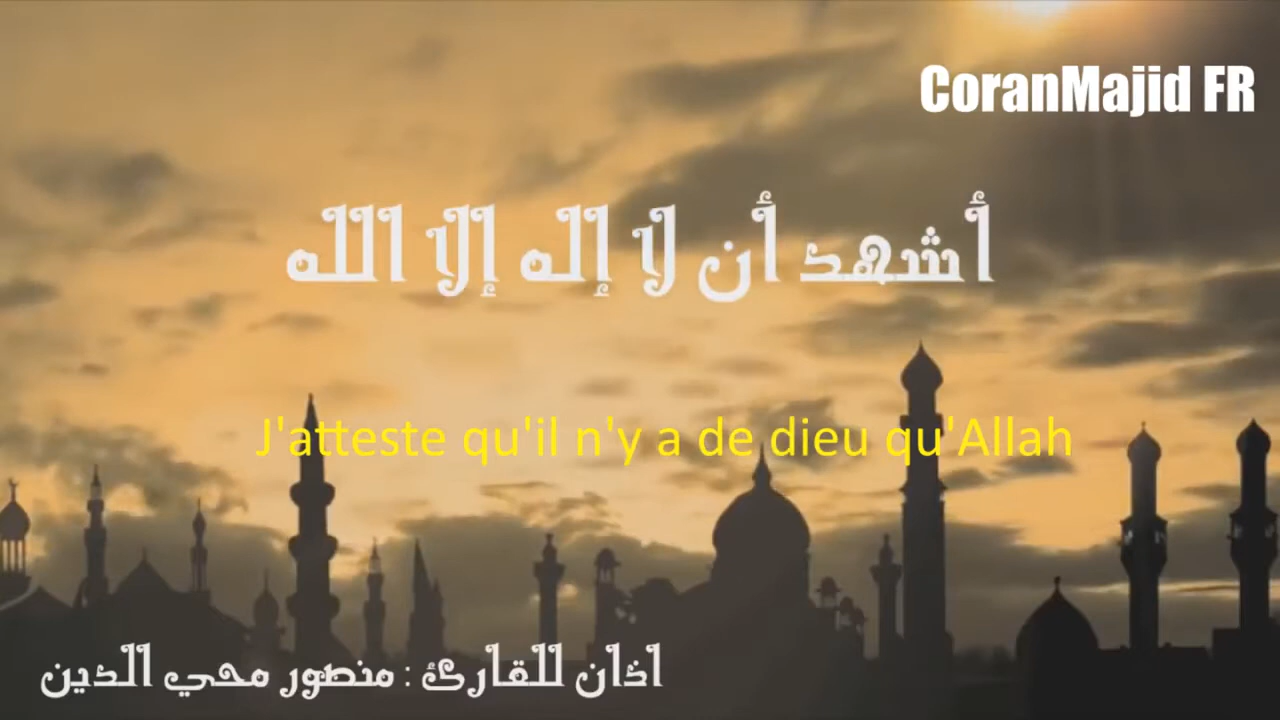 CoranMajid FR
أشهد أن لا إله إلا الله
J'atteste qu'il n'y a de dieu qu'Allah
اذان للقارئ : منصور محي الدين